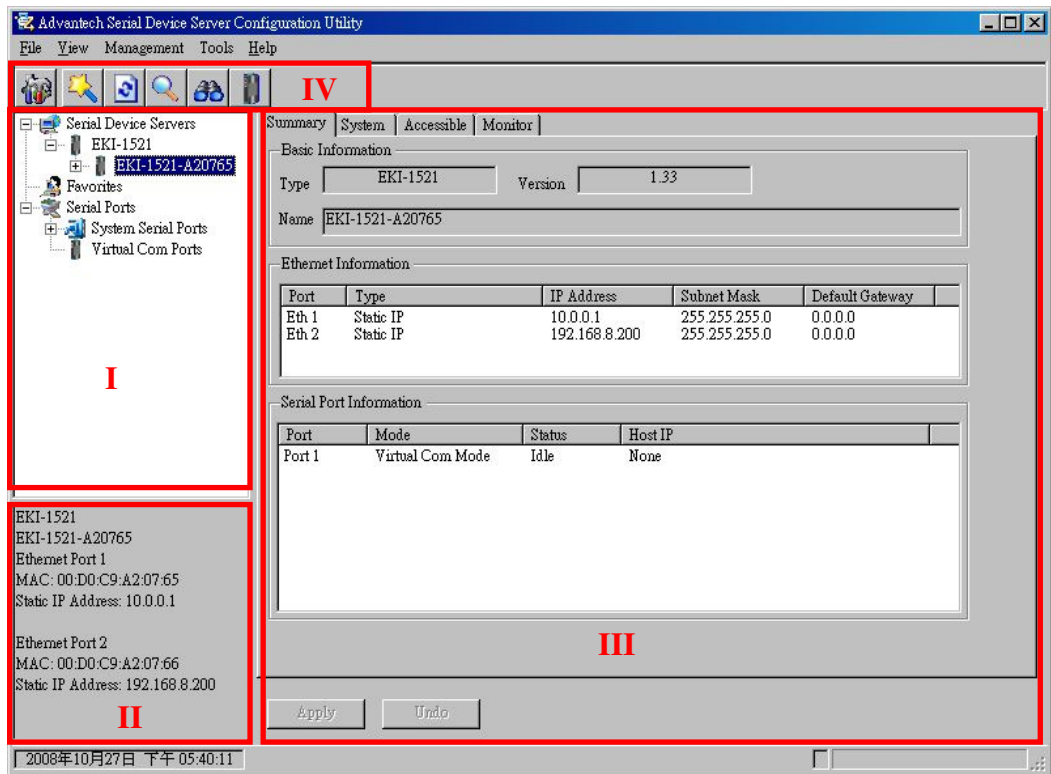 Advantech Serial Device Server Configuration Utility
File View Management Tools Help
IV
Serial Device Servers
EKI-1521
EKI-1521-A20765
Favorites
Serial Ports
System Serial Ports
Virtual Com Ports
I
Summary System Accessible Monitor
Basic Information
Type EKI-1521 Version 1.33
Name EKI-1521-A20765
Ethernet Information
Port Type IP Address Subnet Mask Default Gateway
Eth 1 Static IP 10.0.0.1 255.255.255.0 0.0.0.0
Eth 2 Static IP 192.168.8.200 255.255.255.0 0.0.0.0
Serial Port Information
Port Mode Status Host IP
Port 1 Virtual Com Mode Idle None
III
Apply Undo
EKI-1521
EKI-1521-A20765
Ethernet Port 1
MAC: 00:D0:C9:A2:07:65
Static IP Address: 10.0.0.1
Ethernet Port 2
MAC: 00:D0:C9:A2:07:66
Static IP Address: 192.168.8.200
II
2008年10月27日 下午 05:40:11